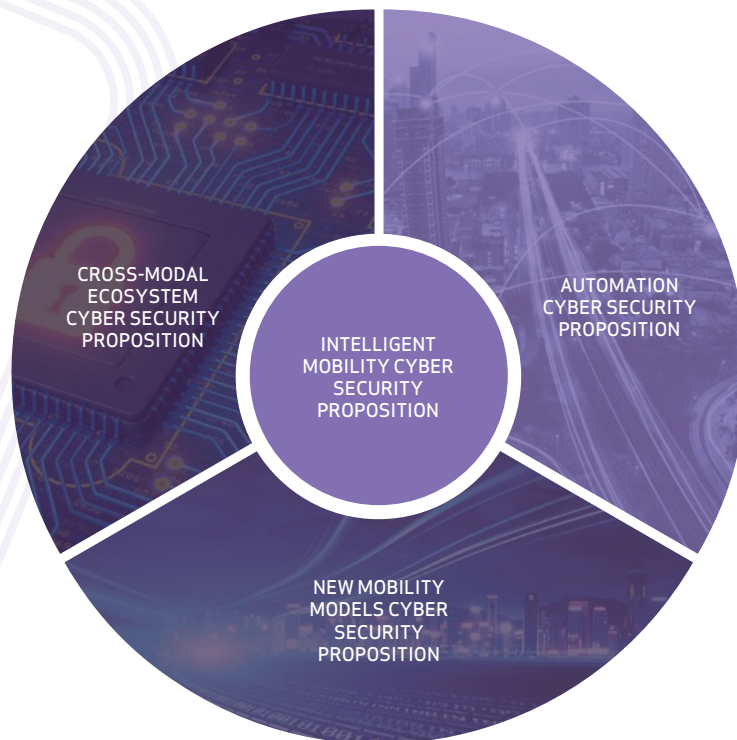 CROSS-MODAL
ECOSYSTEM
CYBER SECURITY
PROPOSITION
INTELLIGENT
MOBILITY CYBER
SECURITY
PROPOSITION
AUTOMATION
CYBER SECURITY
PROPOSITION
NEW MOBILITY
MODELS CYBER
SECURITY
PROPOSITION